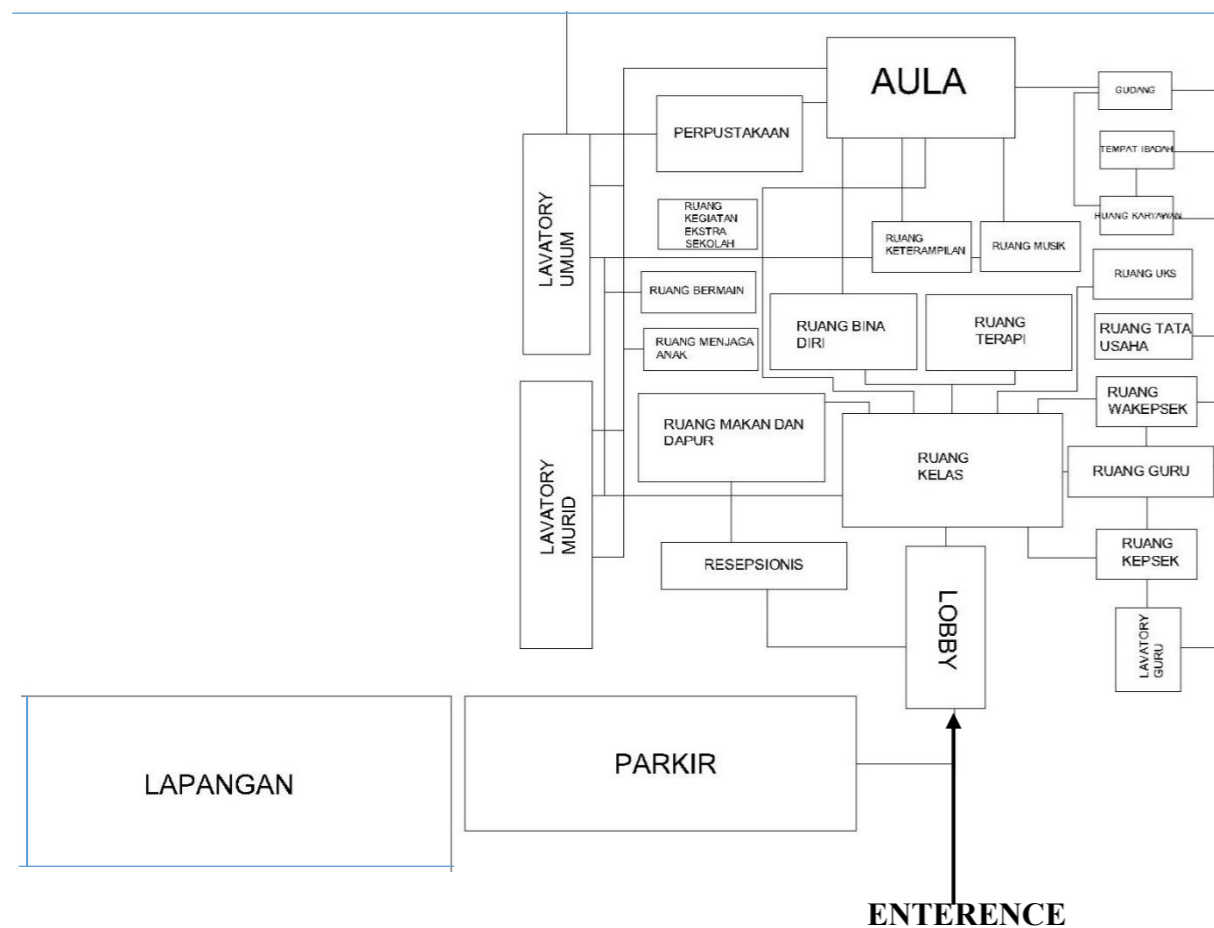 AULA
GUDANG
PERPUSTAKAAN
TEMPAT IBADAH
LAVATORY
UMUM
RUANG
KEGIATAN
EKSTRA
SEKOLAH
RUANG KARYAWAN
RUANG
KETERAMPILAN
RUANG MUSIK
RUANG UKS
RUANG BERMAIN
RUANG BINA
DIRI
RUANG
TERAPI
RUANG TATA
USAHA
RUANG MENJAGA
ANAK
RUANG
WAKEPSEK
RUANG MAKAN DAN
DAPUR
RUANG
KELAS
RUANG GURU
LAVATORY
MURID
RUANG
KEPSEK
RESEPSIONIS
LOBBY
LAVATORY
GURU
LAPANGAN
PARKIR
ENTERENCE